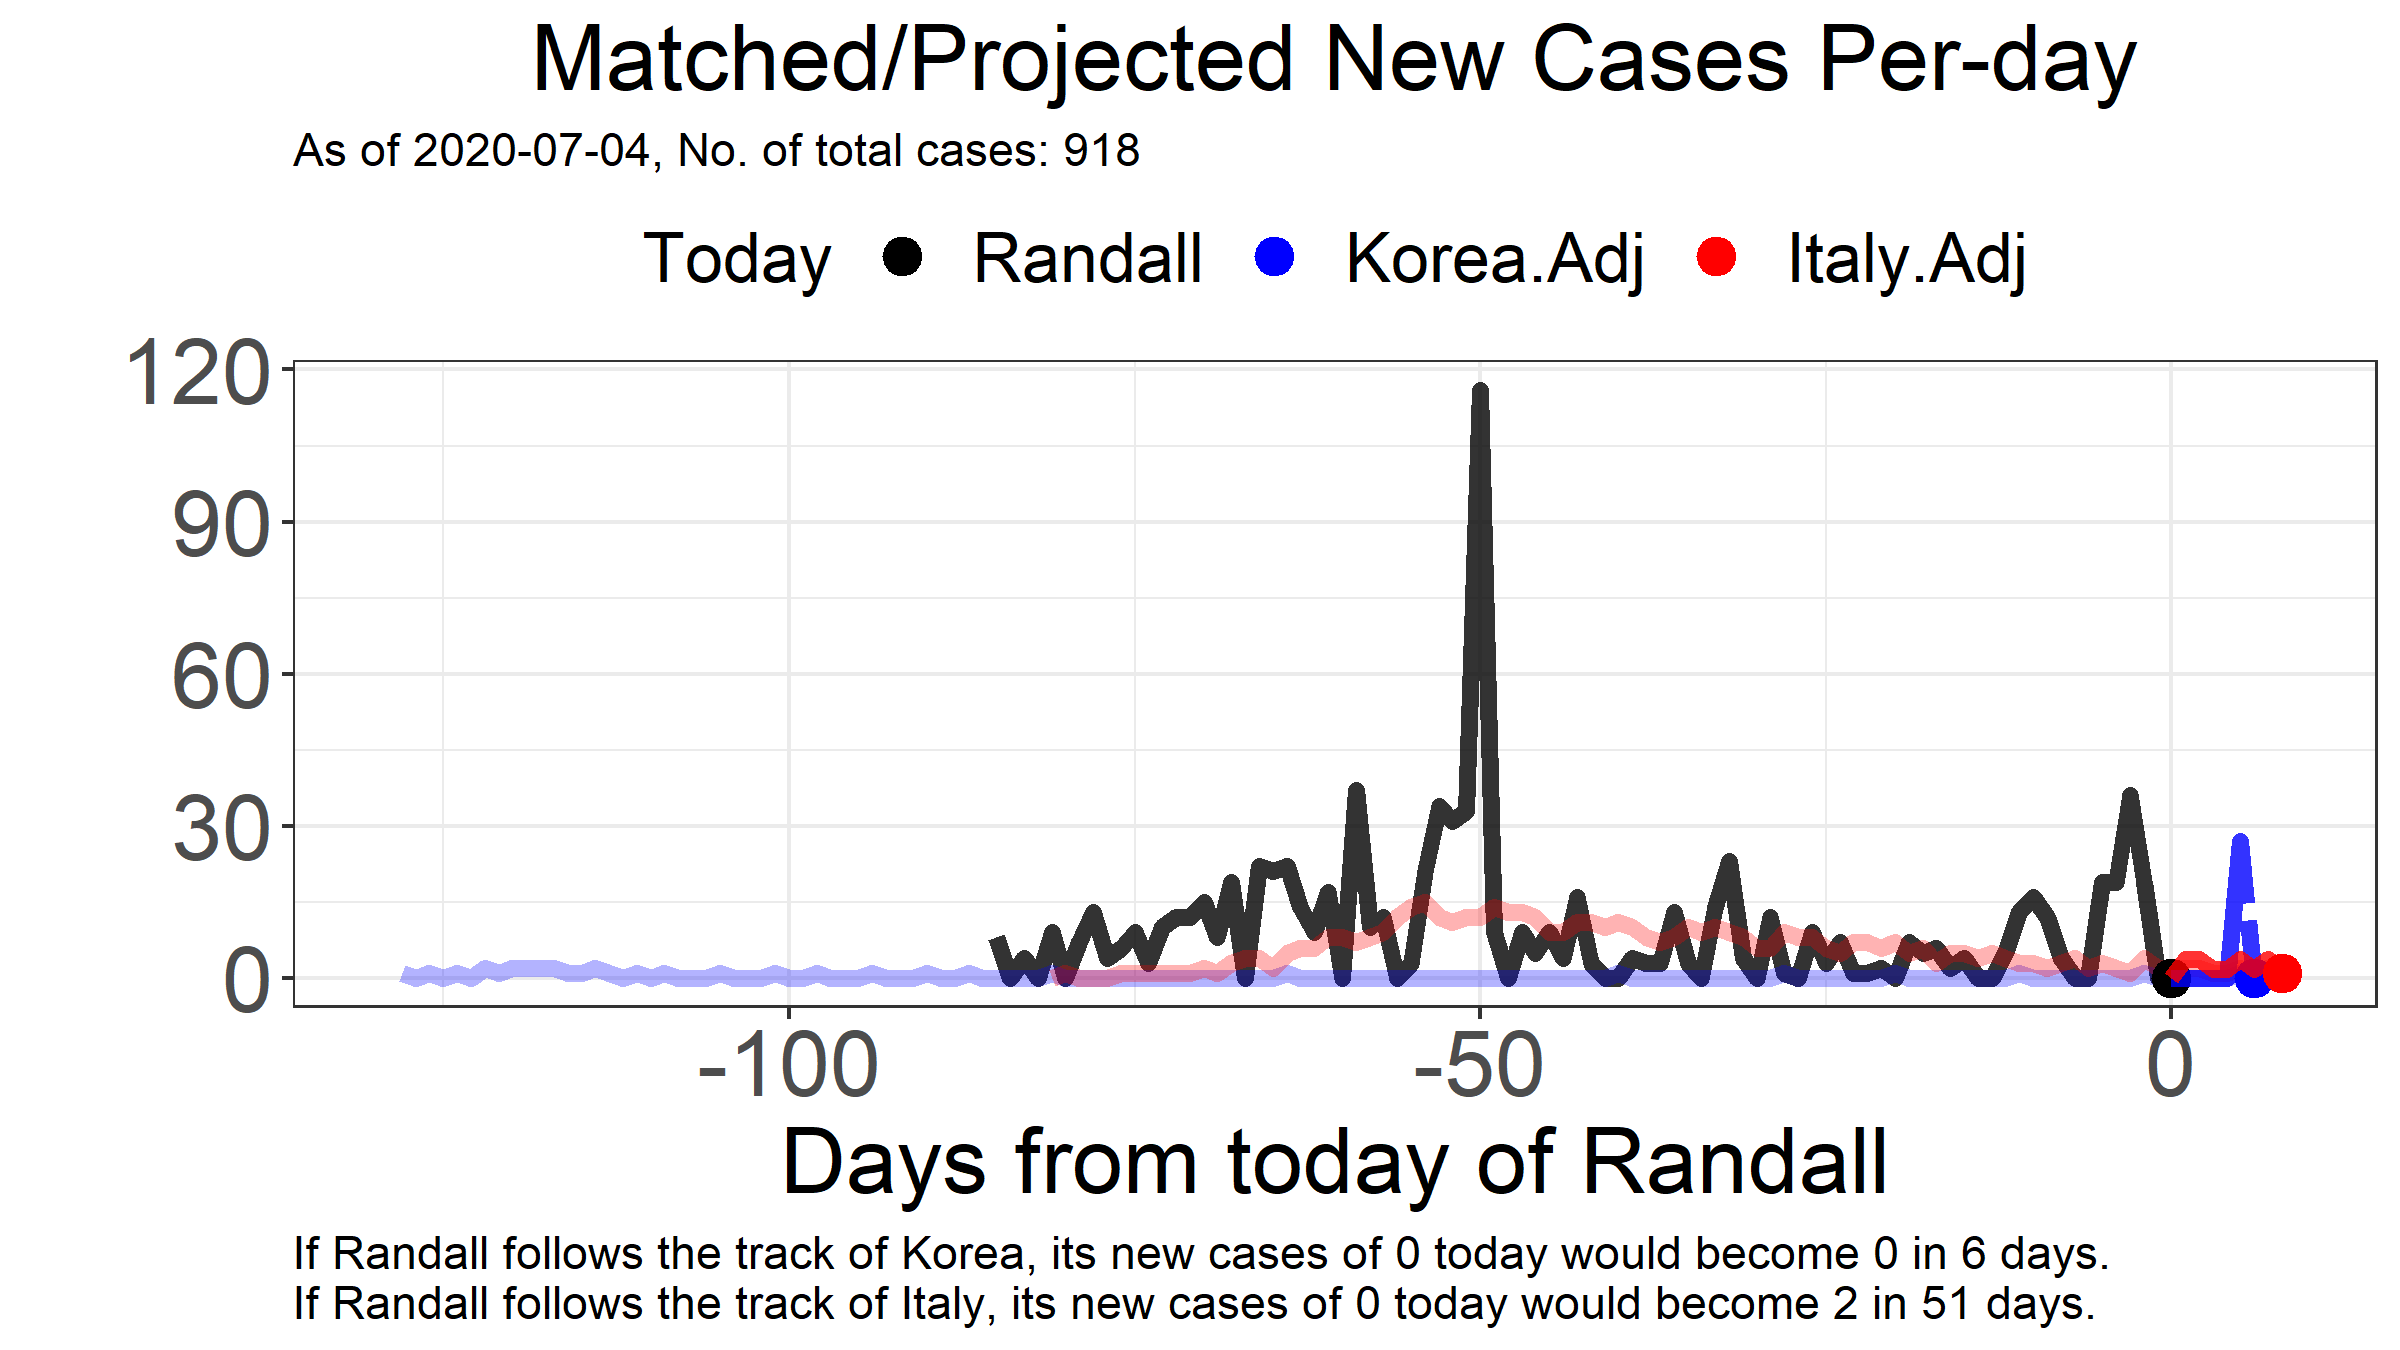 Matched/Projected New Cases Per-day
As of 2020-07-04, No. of total cases: 918
Today Randall Korea.Adj Italy.Adj
120
90
60
30
0
-100 -50 0
Days from today of Randall
If Randall follows the track of Korea, its new cases of 0 today would become 0 in 6 days.
If Randall follows the track of Italy, its new cases of 0 today would become 2 in 51 days.